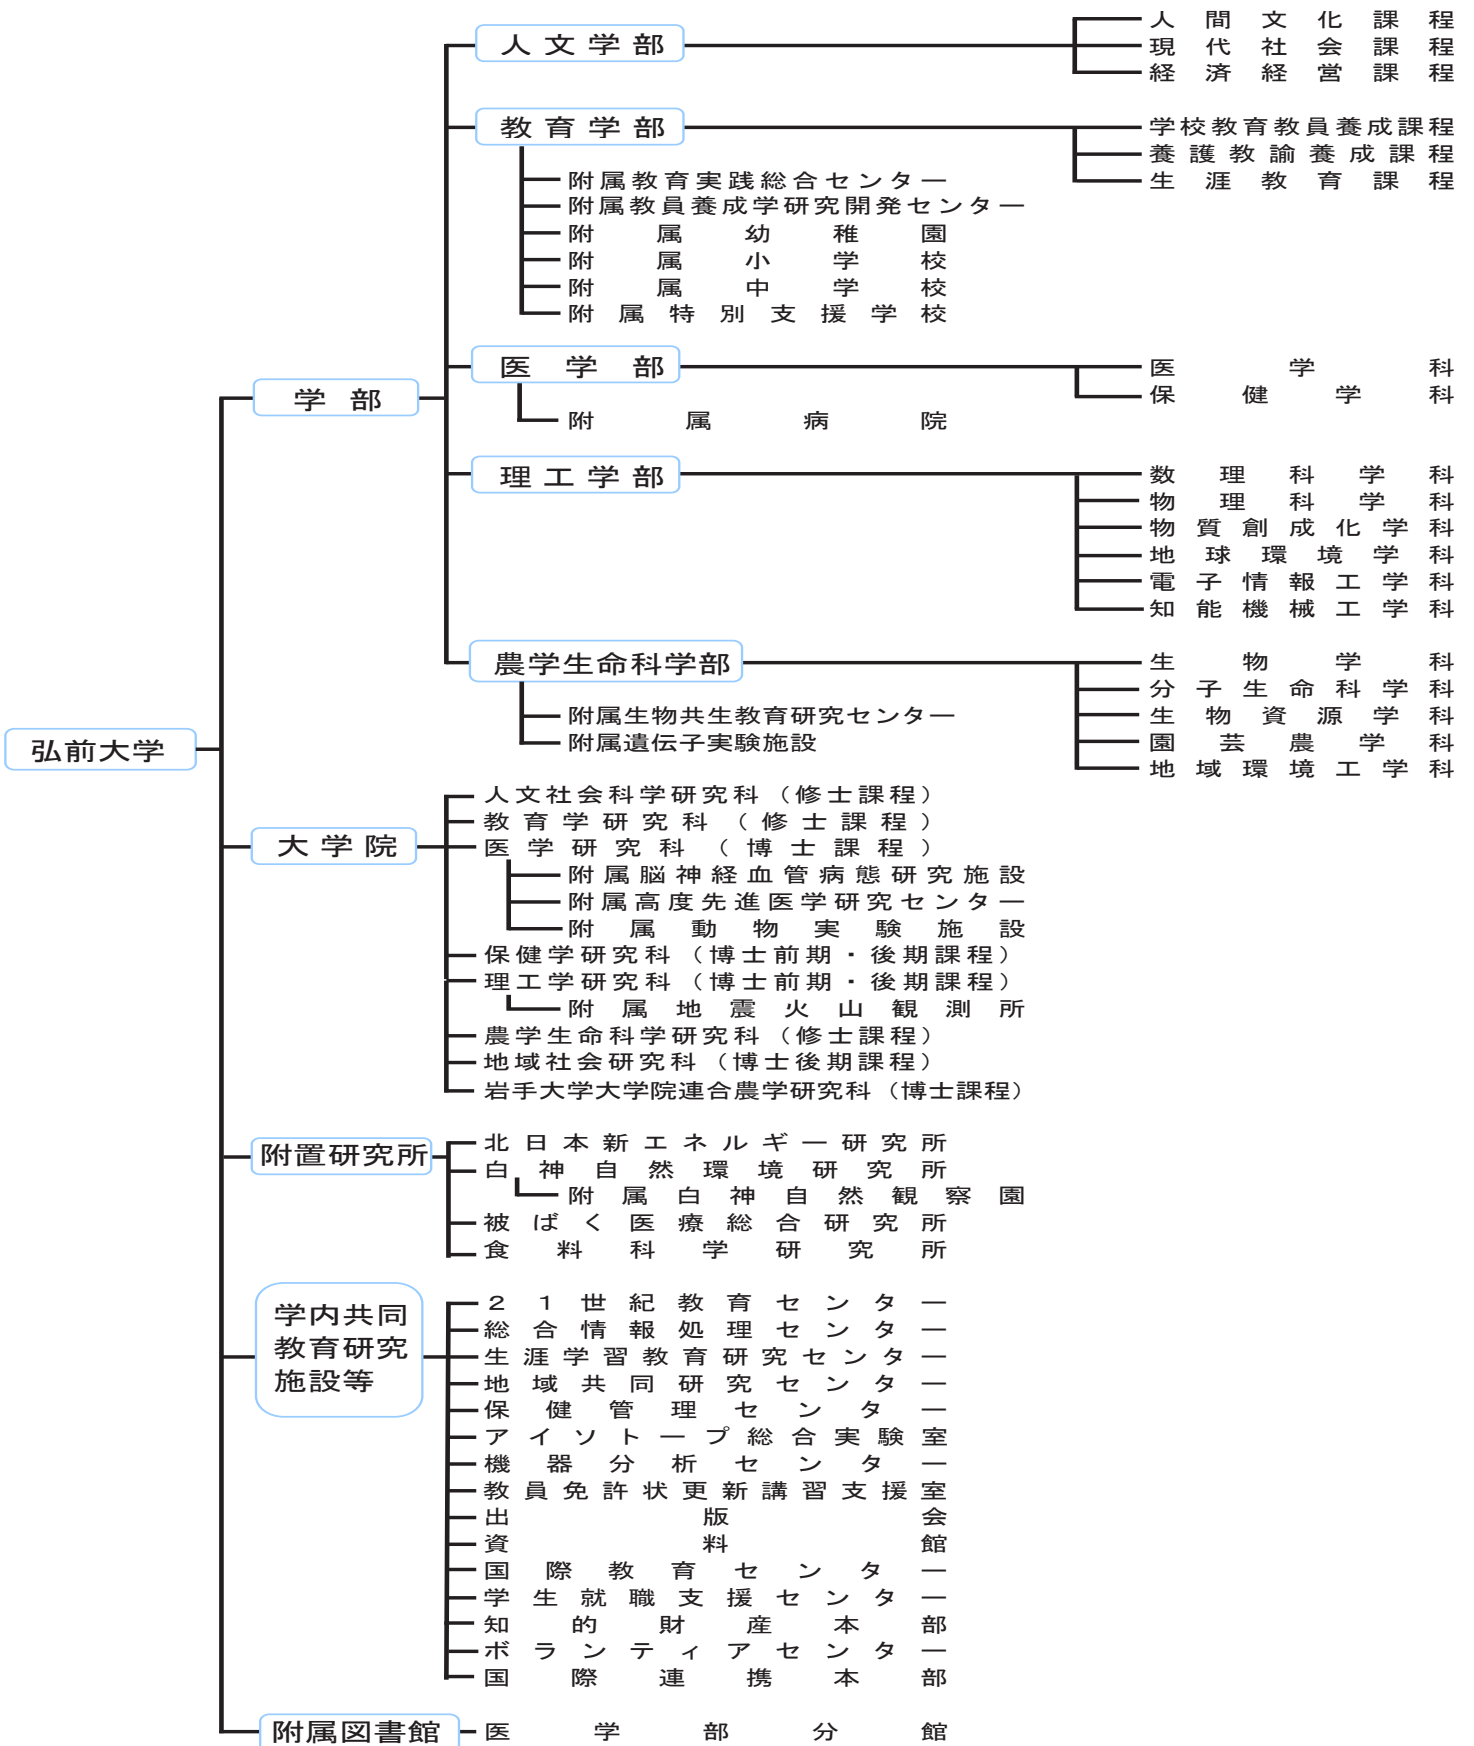 弘前大学
学部
人文学部
人間文化課程
現代社会課程
経済経営課程
教育学部
学校教育教員養成課程
養護教諭養成課程
生涯教育課程
附属教育実践総合センター
附属教員養成学研究開発センター
附属幼稚園
附属小学校
附属中学校
附属特別支援学校
医学部
医学科
保健学科
附属病院
理工学部
数理科学科
物理科学科
物質創成化学科
地球環境学科
電子情報工学科
知能機械工学科
農学生命科学部
生物学科
分子生命科学科
生物資源学科
園芸農学科
地域環境工学科
附属生物共生教育研究センター
附属遺伝子実験施設
大学院
人文社会科学研究科（修士課程）
教育学研究科（修士課程）
医学研究科（博士課程）
附属脳神経血管病態研究施設
附属高度先進医学研究センター
附属動物実験施設
保健学研究科（博士前期・後期課程）
理工学研究科（博士前期・後期課程）
附属地震火山観測所
農学生命科学研究科（修士課程）
地域社会研究科（博士後期課程）
岩手大学大学院連合農学研究科（博士課程）
附置研究所
北日本新エネルギー研究所
白神自然環境研究所
附属白神自然観察園
被ばく医療総合研究所
食料科学研究所
学内共同
教育研究
施設等
２１世紀教育センター
総合情報処理センター
生涯学習教育研究センター
地域共同研究センター
保健管理センター
アイソトープ総合実験室
機器分析センター
教員免許状更新講習支援室
出版会
資料館
国際教育センター
学生就職支援センター
知的財産本部
ボランティアセンター
国際連携本部
附属図書館
医学部分館